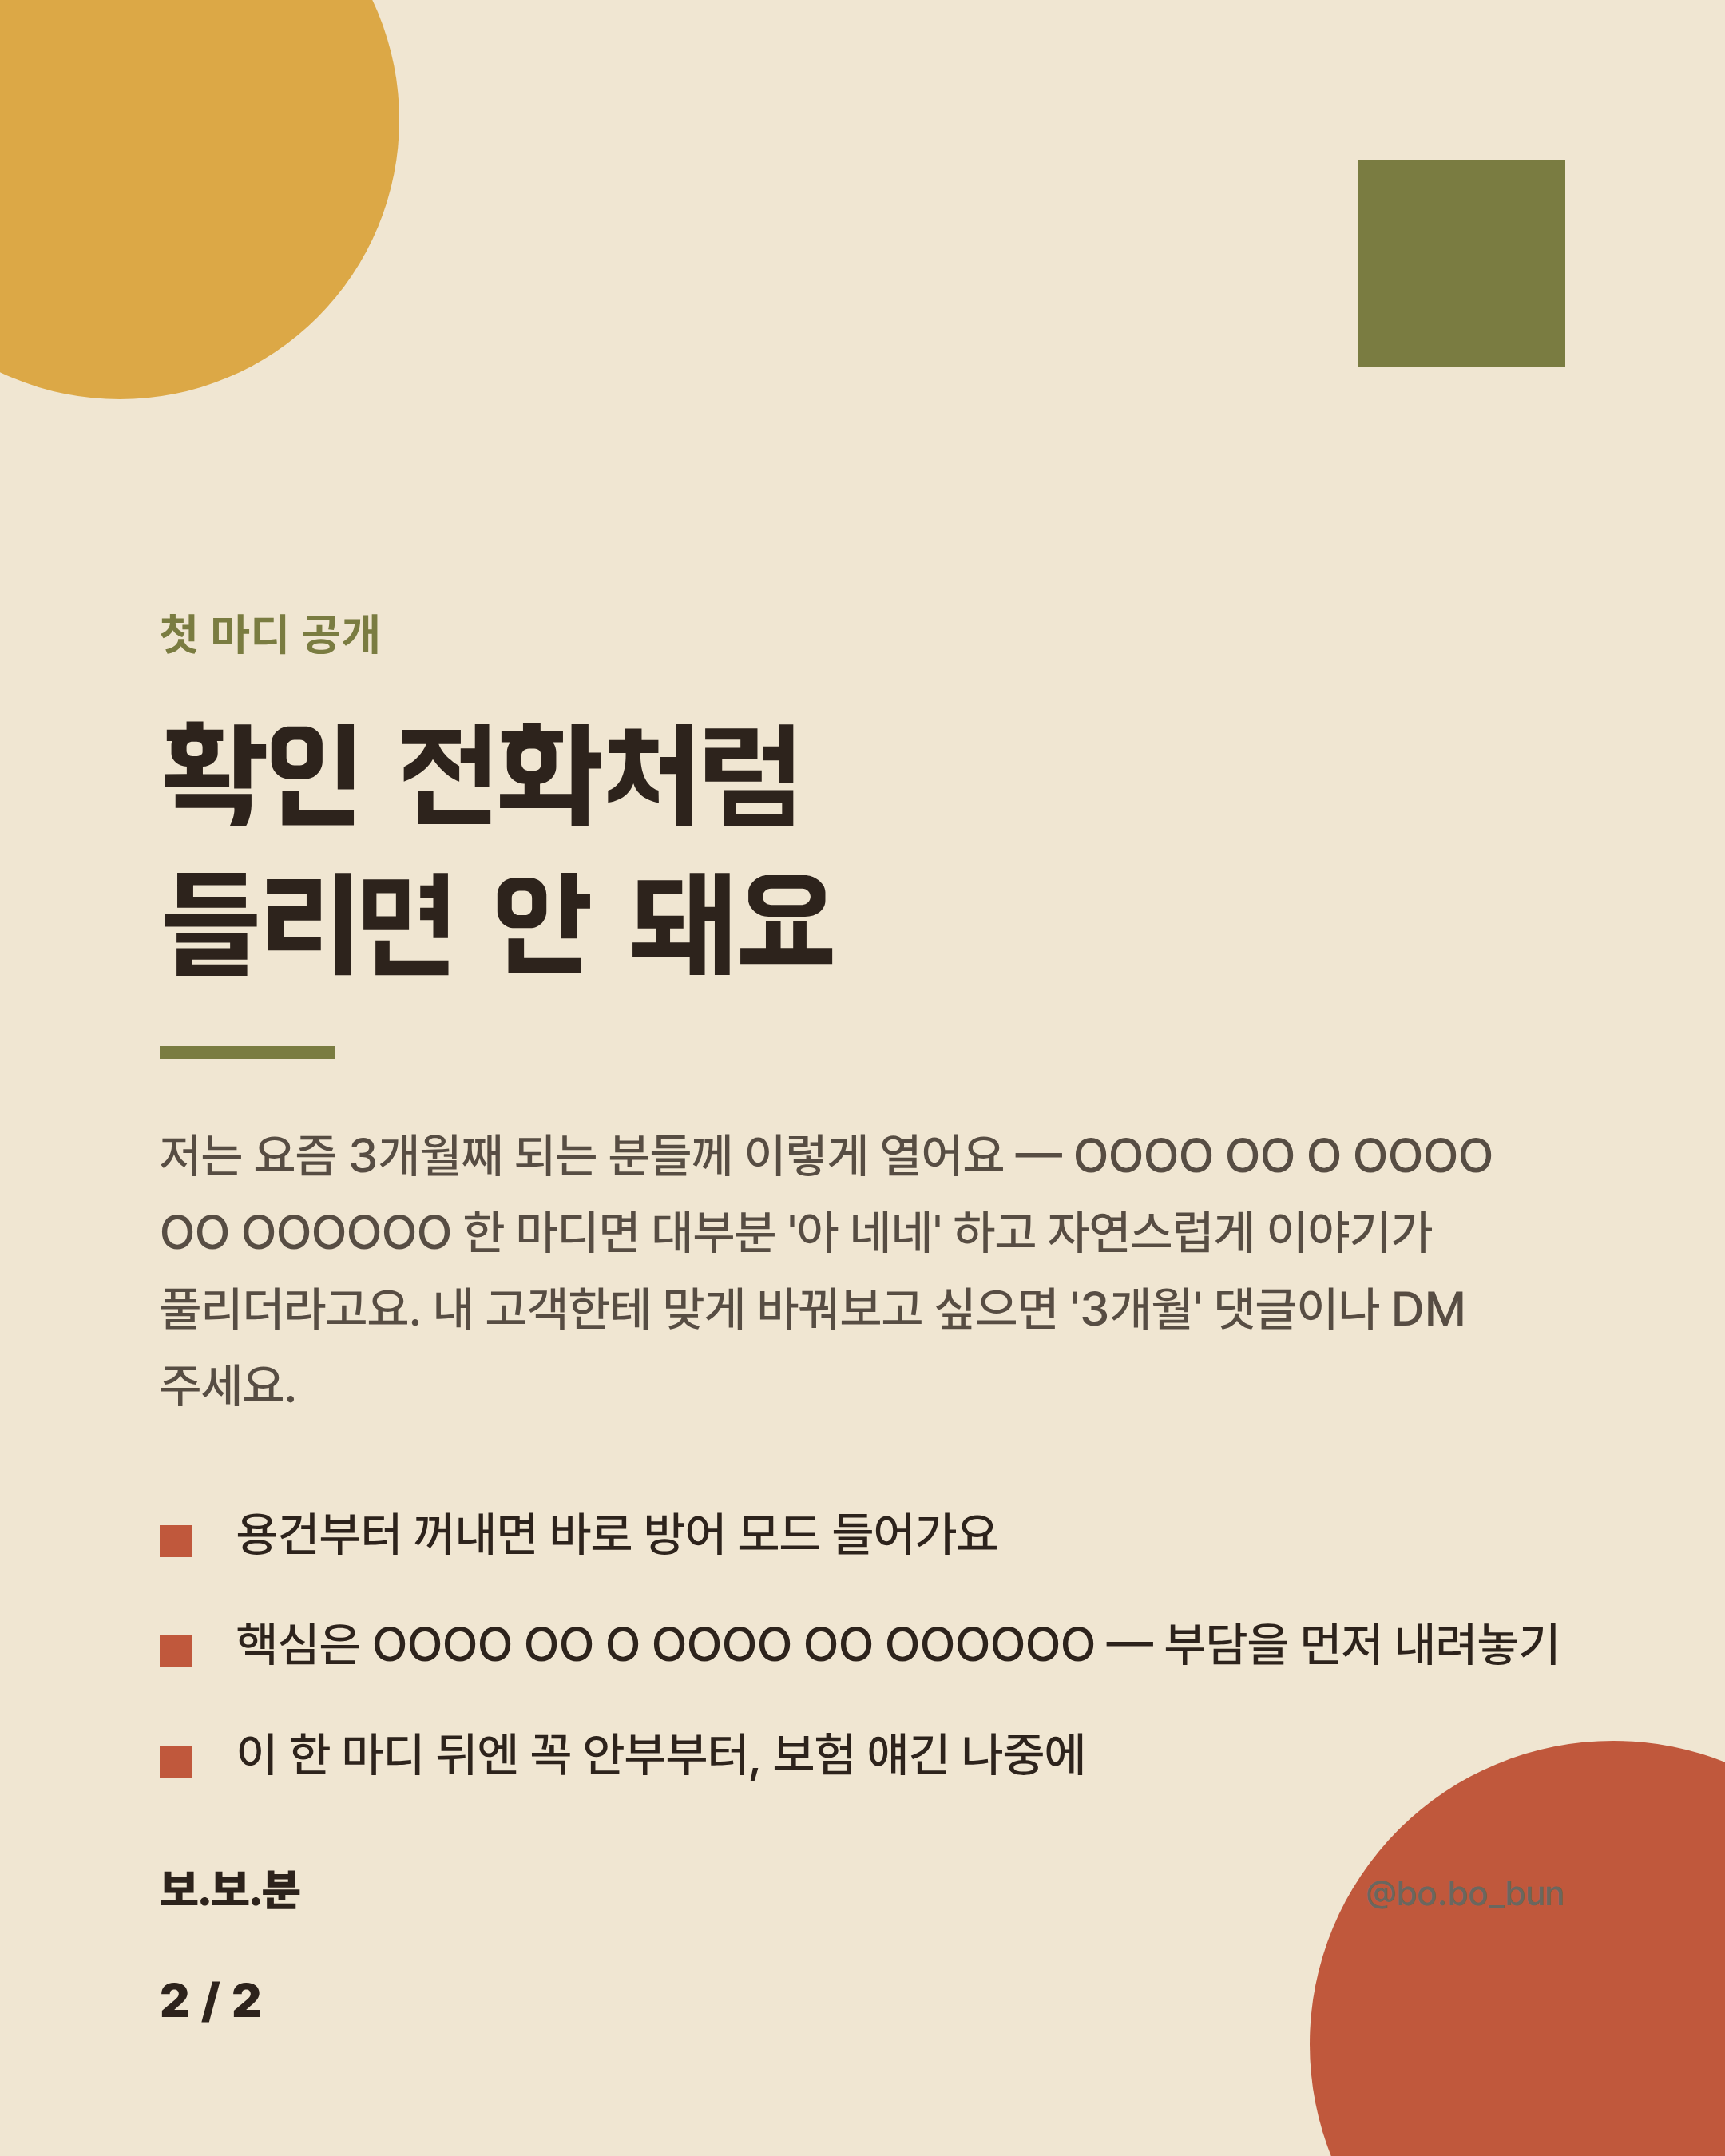 첫 마디 공개
확인 전화처럼
들리면 안 돼요
저는 요즘 3개월째 되는 분들께 이렇게 열어요 — OOOO OO O OOOO
OO OOOOOO 한 마디면 대부분 '아 네네' 하고 자연스럽게 이야기가
풀리더라고요. 내 고객한테 맞게 바꿔보고 싶으면 '3개월' 댓글이나 DM
주세요.
용건부터 꺼내면 바로 방어 모드 들어가요
핵심은 OOOO OO O OOOO OO OOOOOO — 부담을 먼저 내려놓기
이 한 마디 뒤엔 꼭 안부부터, 보험 얘긴 나중에
보.보.분
@bo.bo_bun
2 / 2